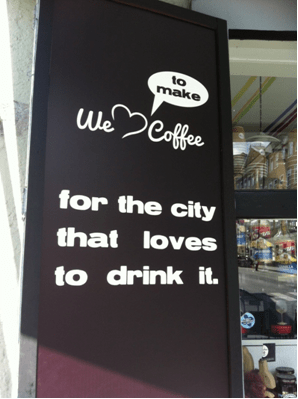 to
make
We Coffee
for the city
that loves
to drink it.